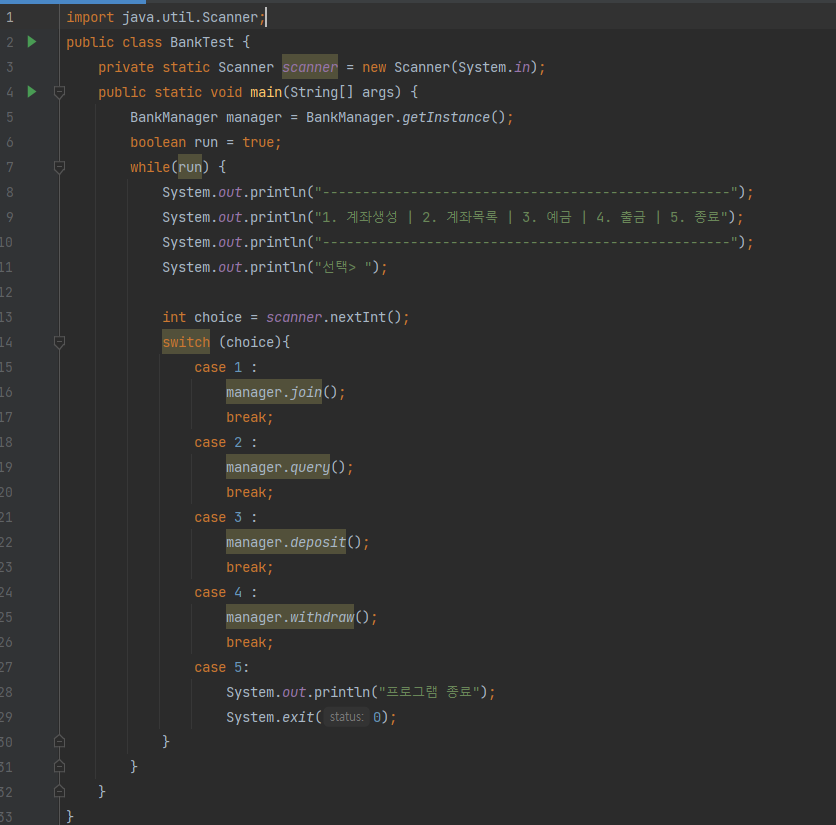 1 import java.util.Scanner;
2 public class BankTest {
3 private static Scanner scanner = new Scanner(System.in);
4 public static void main(String[] args) {
5 BankManager manager = BankManager.getInstance();
6 boolean run = true;
7 while(run) {
8 System.out.println("---------------------------------------------------");
9 System.out.println("1. 계좌생성 | 2. 계좌목록 | 3. 예금 | 4. 출금 | 5. 종료");
10 System.out.println("---------------------------------------------------");
11 System.out.println("선택> ");
12
13 int choice = scanner.nextInt();
14 switch (choice){
15 case 1 :
16 manager.join();
17 break;
18 case 2 :
19 manager.query();
20 break;
21 case 3 :
22 manager.deposit();
23 break;
24 case 4 :
25 manager.withdraw();
26 break;
27 case 5:
28 System.out.println("프로그램 종료");
29 System.exit( status: 0);
30 }
31 }
32 }
33 }